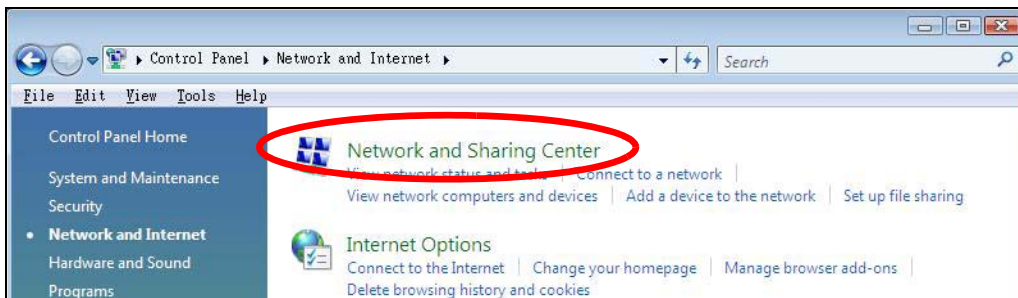 Control Panel Network and Internet
Search
File Edit View Tools Help
Control Panel Home
System and Maintenance
Security
Network and Internet
Hardware and Sound
Programs
Network and Sharing Center
View network status and tasks Connect to a network
View network computers and devices Add a device to the network Set up file sharing
Internet Options
Connect to the Internet Change your homepage Manage browser add-ons
Delete browsing history and cookies